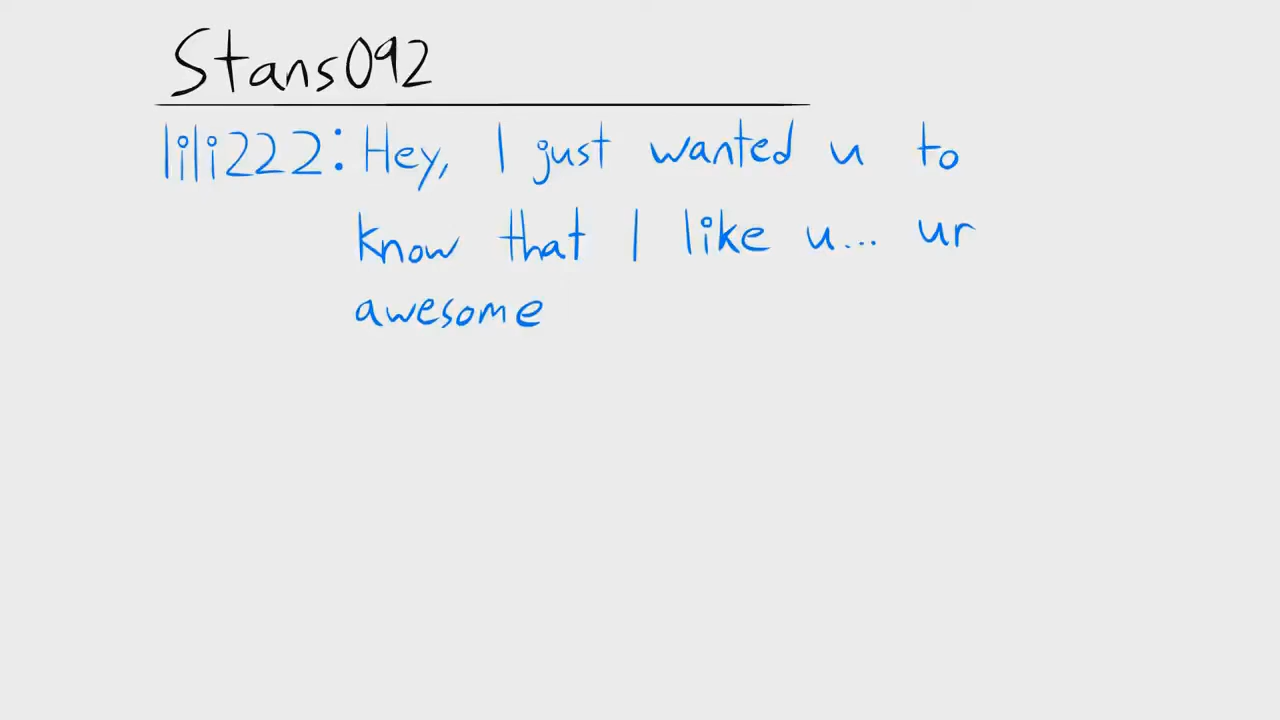 Stans092
lili222: Hey, I just wanted u to
know that I like u... ur
awesome